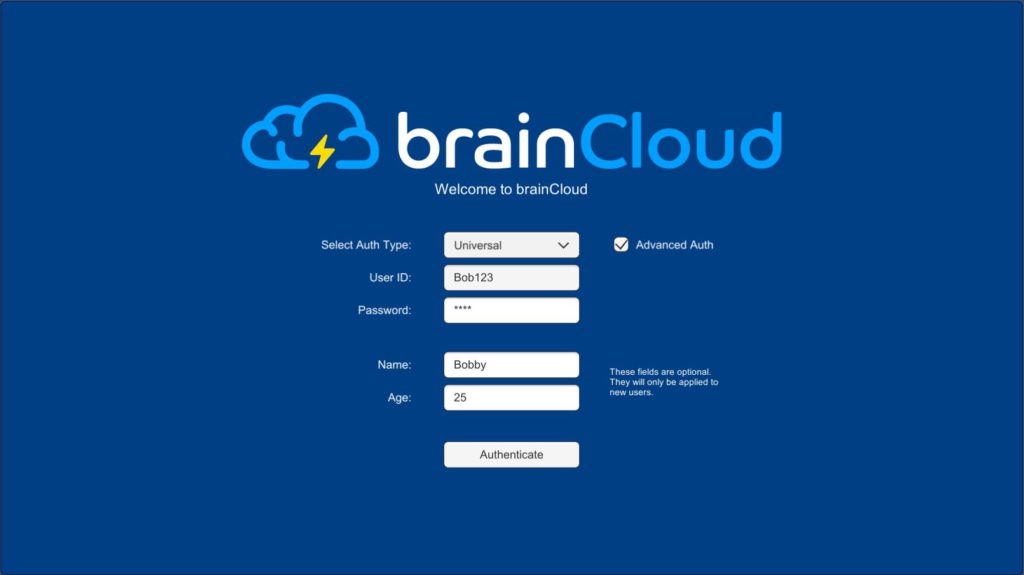 brainCloud
Welcome to brainCloud
Select Auth Type: Universal Advanced Auth
User ID: Bob123
Password: ****
Name: Bobby
These fields are optional.
They will only be applied to
new users.
Age: 25
Authenticate